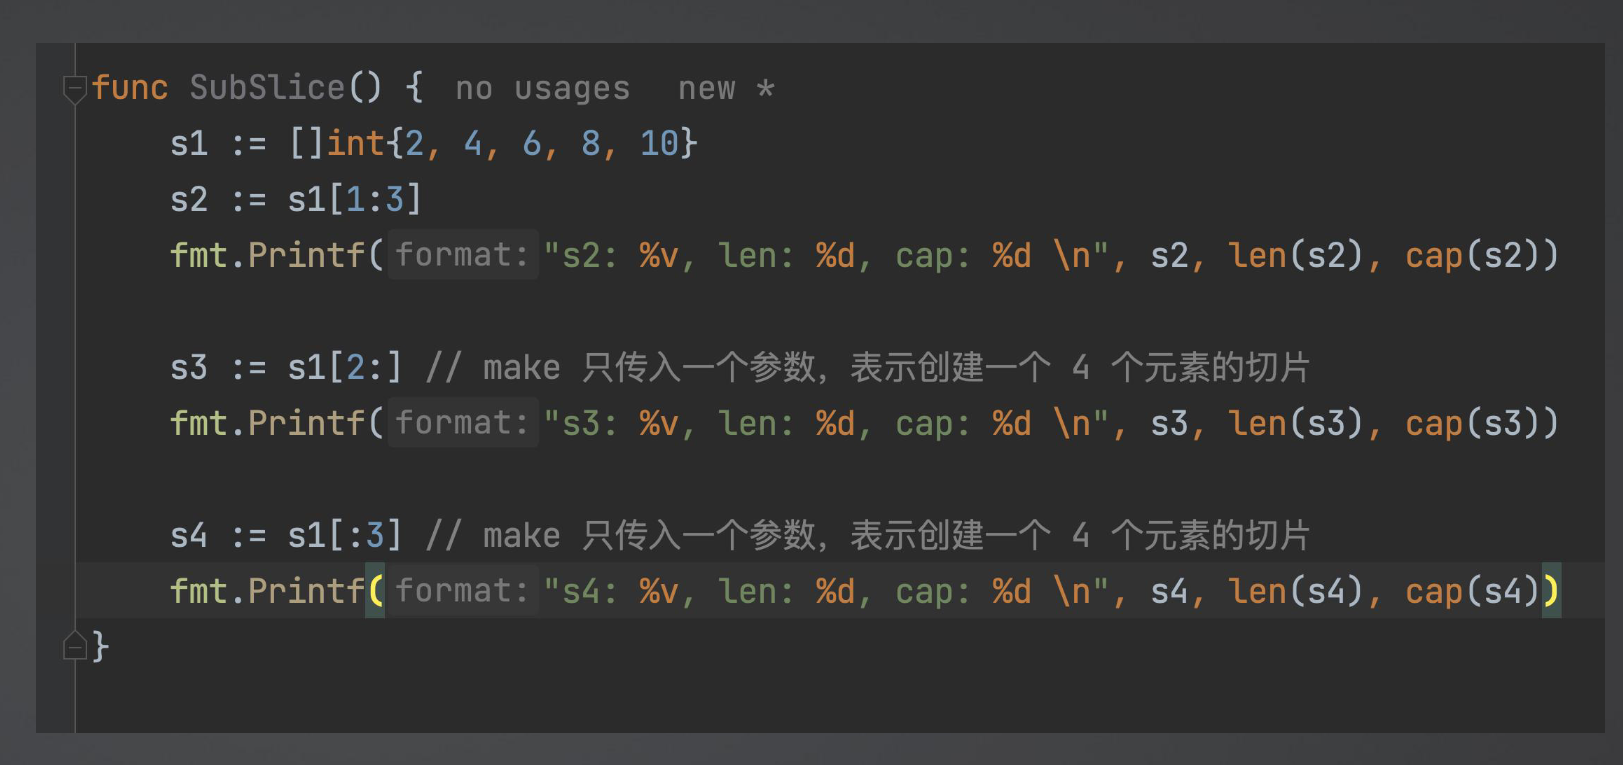 func SubSlice() { no usages new *
s1 := []int{2, 4, 6, 8, 10}
s2 := s1[1:3]
fmt.Printf( format: "s2: %v, len: %d, cap: %d \n", s2, len(s2), cap(s2))
s3 := s1[2:] // make 只传入一个参数，表示创建一个 4 个元素的切片
fmt.Printf( format: "s3: %v, len: %d, cap: %d \n", s3, len(s3), cap(s3))
s4 := s1[:3] // make 只传入一个参数，表示创建一个 4 个元素的切片
fmt.Printf( format: "s4: %v, len: %d, cap: %d \n", s4, len(s4), cap(s4))
}